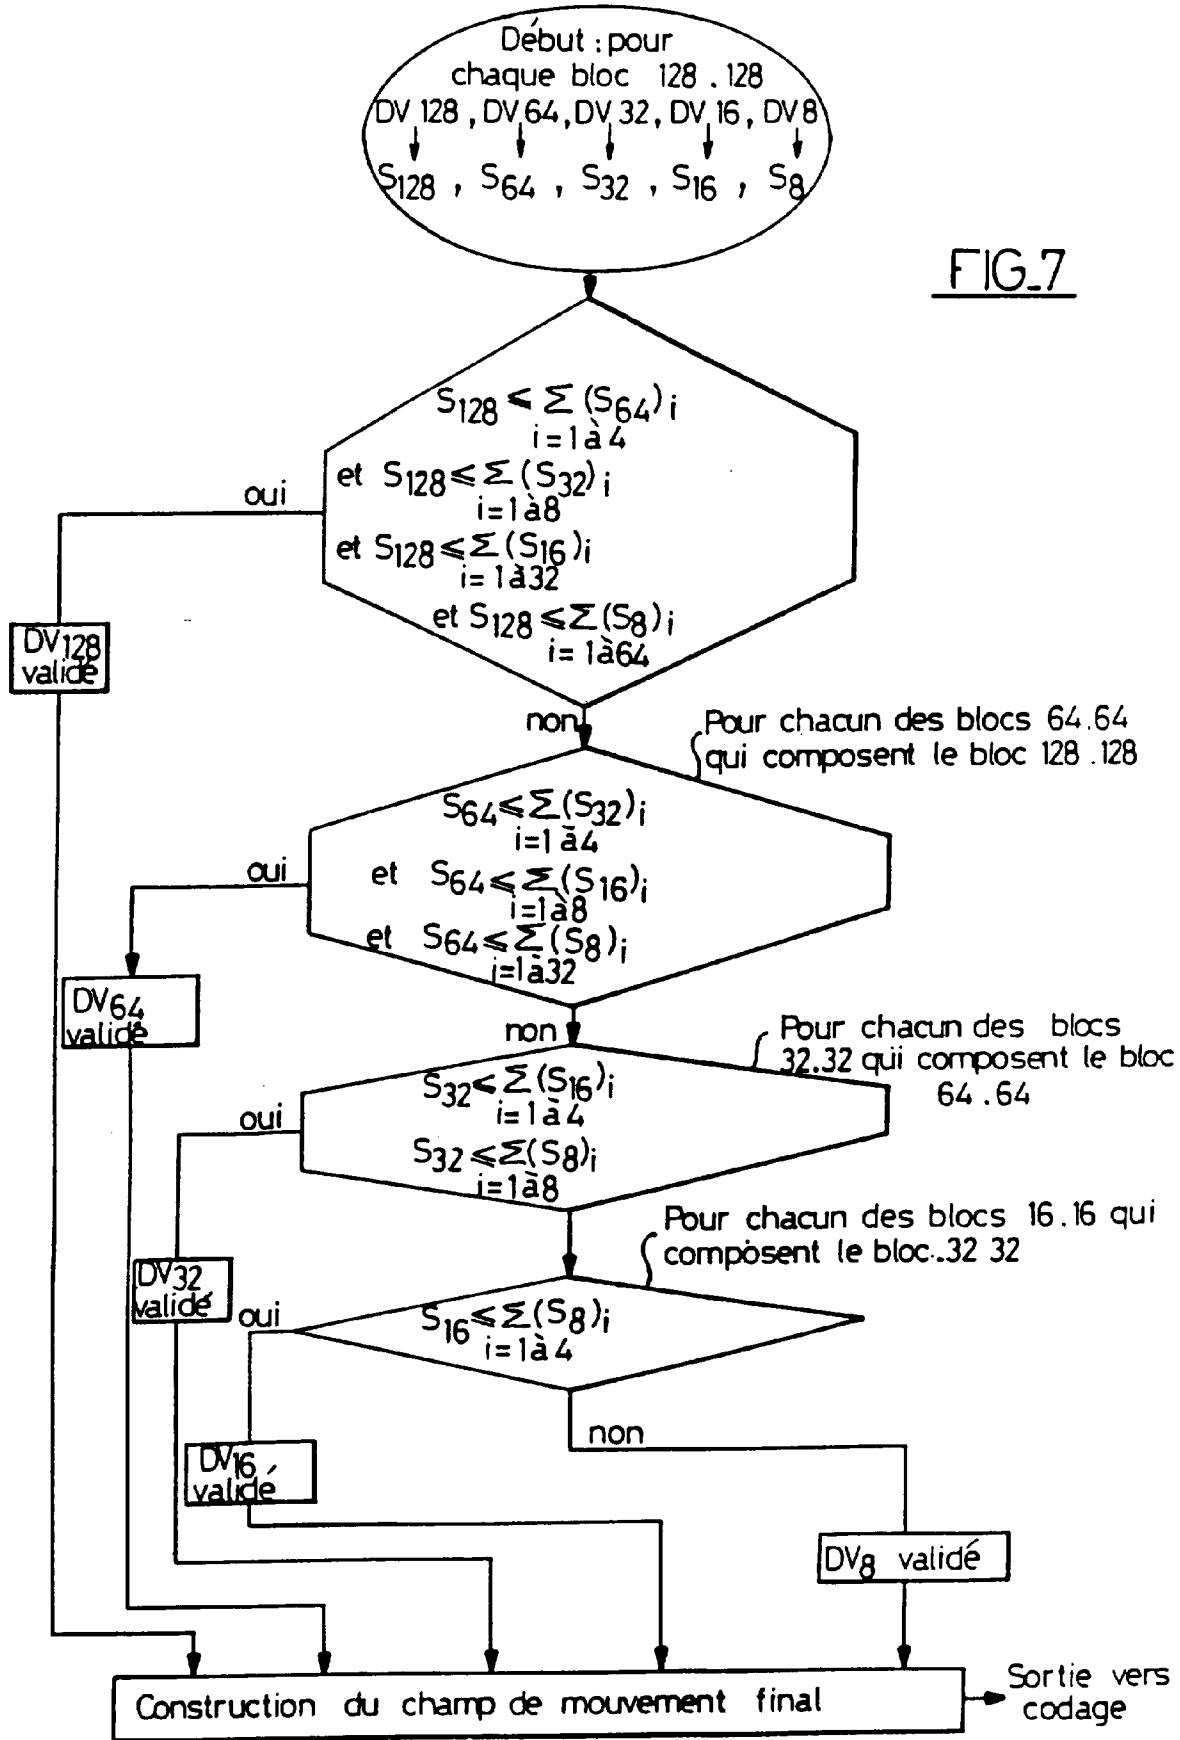 Début : pour
chaque bloc 128 . 128
DV 128 , DV 64, DV 32, DV 16, DV 8
S128 , S64 , S32 , S16 , S8
FIG_7
S128 ≤ Σ (S64) i
i = 1 à 4
et S128 ≤ Σ (S32) i
i = 1 à 8
et S128 ≤ Σ (S16) i
i = 1 à 32
et S128 ≤ Σ (S8) i
i = 1 à 64
oui
DV128
validé
non
Pour chacun des blocs 64.64
qui composent le bloc 128 . 128
S64 ≤ Σ (S32) i
i = 1 à 4
et S64 ≤ Σ (S16) i
i = 1 à 8
et S64 ≤ Σ (S8) i
i = 1 à 32
oui
DV64
validé
non
Pour chacun des blocs
32.32 qui composent le bloc
64 . 64
S32 ≤ Σ (S16) i
i = 1 à 4
S32 ≤ Σ (S8) i
i = 1 à 8
oui
DV32
validé
Pour chacun des blocs 16 . 16 qui
composent le bloc..32 32
S16 ≤ Σ (S8) i
i = 1 à 4
oui
DV16
validé
non
DV8 validé
Construction du champ de mouvement final
Sortie vers
codage